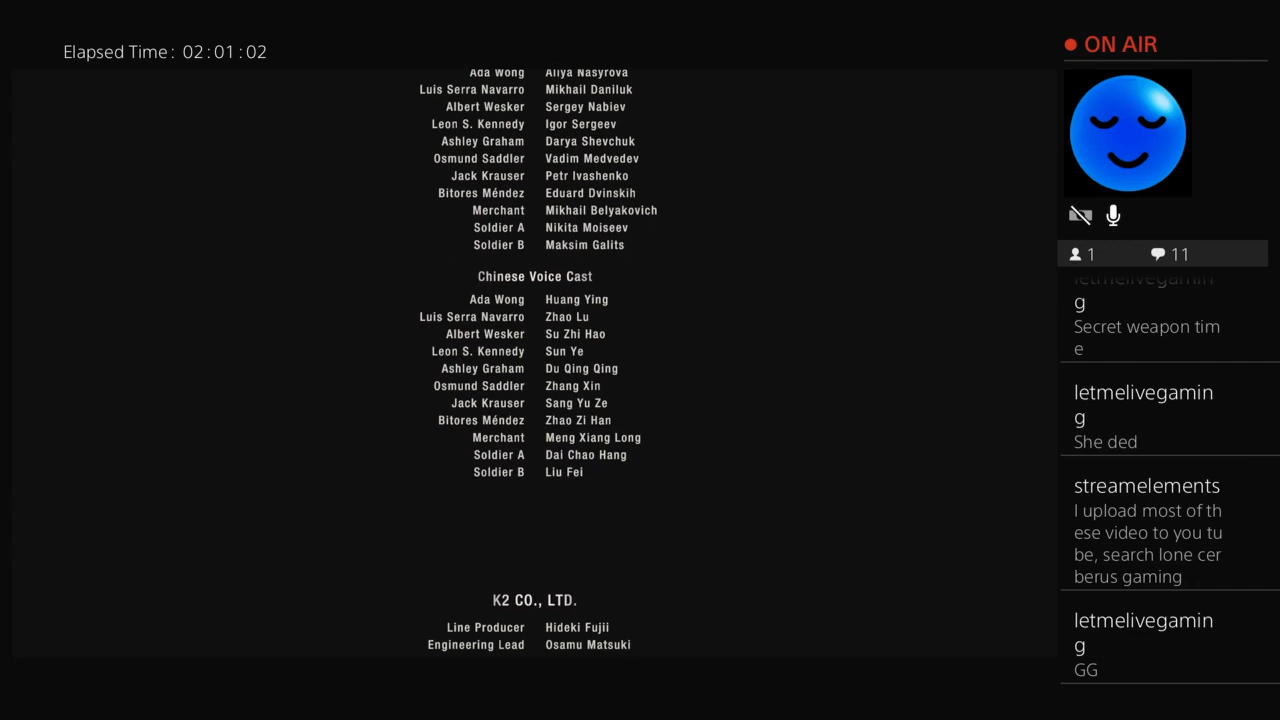 Elapsed Time: 02:01:02
Ada Wong Aliya Nasyrova
Luis Serra Navarro Mikhail Daniluk
Albert Wesker Sergey Nabiev
Leon S. Kennedy Igor Sergeev
Ashley Graham Darya Shevchuk
Osmund Saddler Vadim Medvedev
Jack Krauser Petr Ivashenko
Bitores Méndez Eduard Dvinskih
Merchant Mikhail Belyakovich
Soldier A Nikita Moiseev
Soldier B Maksim Galits
Chinese Voice Cast
Ada Wong Huang Ying
Luis Serra Navarro Zhao Lu
Albert Wesker Su Zhi Hao
Leon S. Kennedy Sun Ye
Ashley Graham Du Qing Qing
Osmund Saddler Zhang Xin
Jack Krauser Sang Yu Ze
Bitores Méndez Zhao Zi Han
Merchant Meng Xiang Long
Soldier A Dai Chao Hang
Soldier B Liu Fei
K2 CO., LTD.
Line Producer Hideki Fujii
Engineering Lead Osamu Matsuki
ON AIR
1 11
letmelivegamin
g
Secret weapon tim
e
letmelivegamin
g
She ded
streamelements
I upload most of th
ese video to you tu
be, search lone cer
berus gaming
letmelivegamin
g
GG